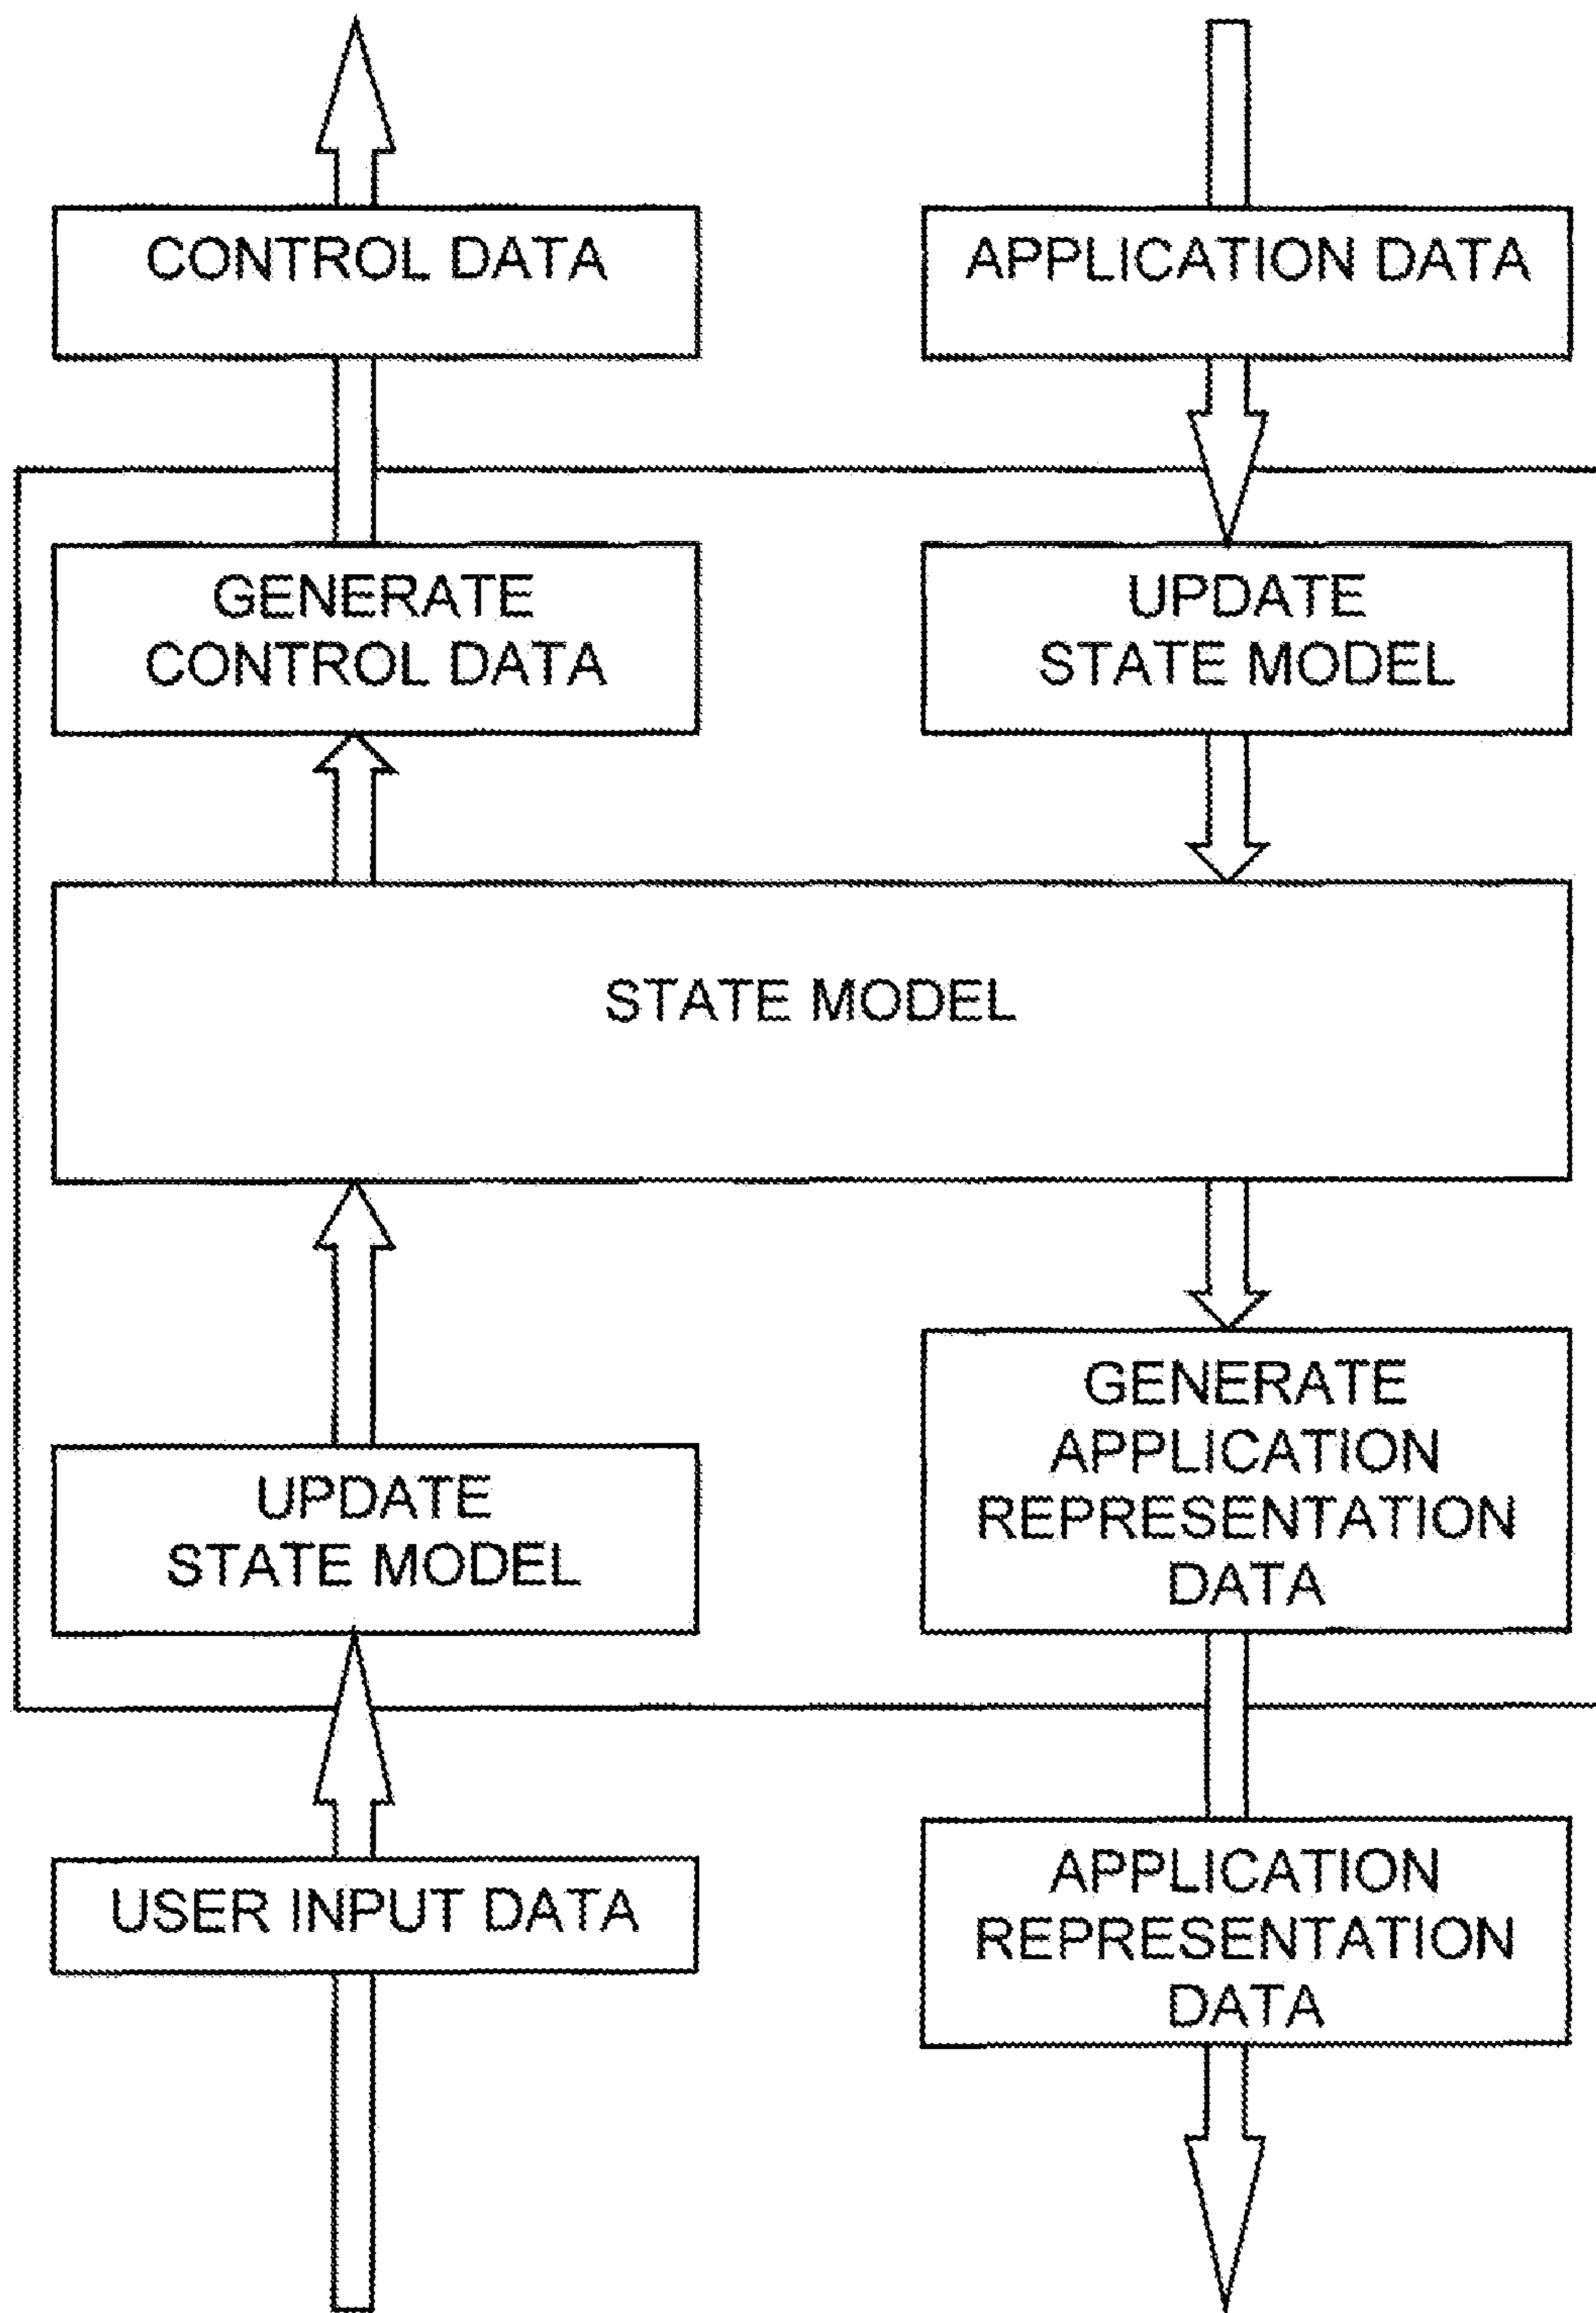 CONTROL DATA
APPLICATION DATA
GENERATE
CONTROL DATA
UPDATE
STATE MODEL
STATE MODEL
UPDATE
STATE MODEL
GENERATE
APPLICATION
REPRESENTATION
DATA
USER INPUT DATA
APPLICATION
REPRESENTATION
DATA